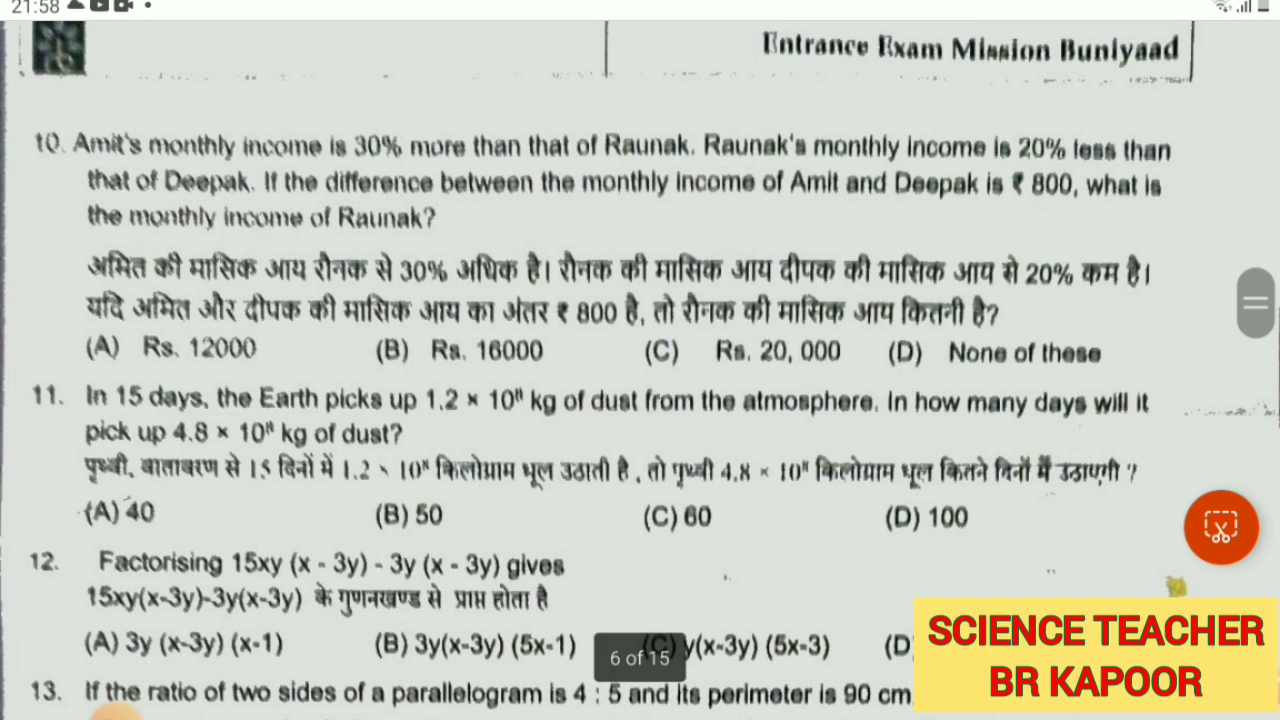 21:58
Entrance Exam Mission Buniyaad
10. Amit's monthly income is 30% more than that of Raunak. Raunak's monthly income is 20% less than
that of Deepak. If the difference between the monthly income of Amit and Deepak is ₹ 800, what is
the monthly income of Raunak?
अमित की मासिक आय रौनक से 30% अधिक है। रौनक की मासिक आय दीपक की मासिक आय से 20% कम है।
यदि अमित और दीपक की मासिक आय का अंतर ₹ 800 है, तो रौनक की मासिक आय कितनी है?
(A) Rs. 12000 (B) Rs. 16000 (C) Rs. 20, 000 (D) None of these
11. In 15 days, the Earth picks up 1.2 × 10⁸ kg of dust from the atmosphere. In how many days will it
pick up 4.8 × 10⁸ kg of dust?
पृथ्वी, वातावरण से 15 दिनों में 1.2 × 10⁸ किलोग्राम धूल उठाती है , तो पृथ्वी 4.8 × 10⁸ किलोग्राम धूल कितने दिनों में उठाएगी ?
(A) 40 (B) 50 (C) 60 (D) 100
12. Factorising 15xy (x - 3y) - 3y (x - 3y) gives
15xy(x-3y)-3y(x-3y) के गुणनखण्ड से प्राप्त होता है
(A) 3y (x-3y) (x-1) (B) 3y(x-3y) (5x-1) (C) y(x-3y) (5x-3) (D)
6 of 15
SCIENCE TEACHER
BR KAPOOR
13. If the ratio of two sides of a parallelogram is 4 : 5 and its perimeter is 90 cm